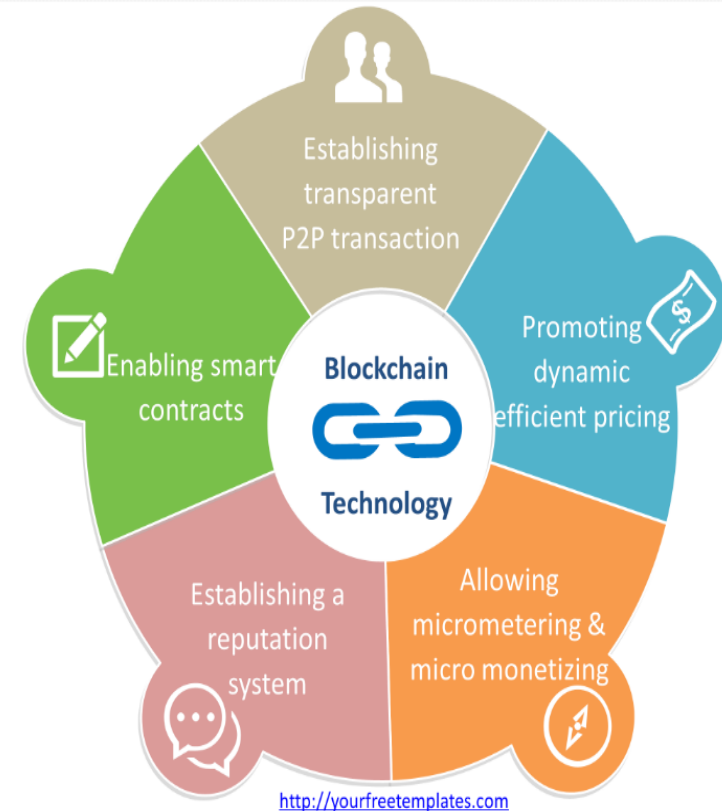 Establishing
transparent
P2P transaction
Promoting
dynamic
efficient pricing
Enabling smart
contracts
Blockchain
Technology
Establishing a
reputation
system
Allowing
micrometering &
micro monetizing
http://yourfreetemplates.com